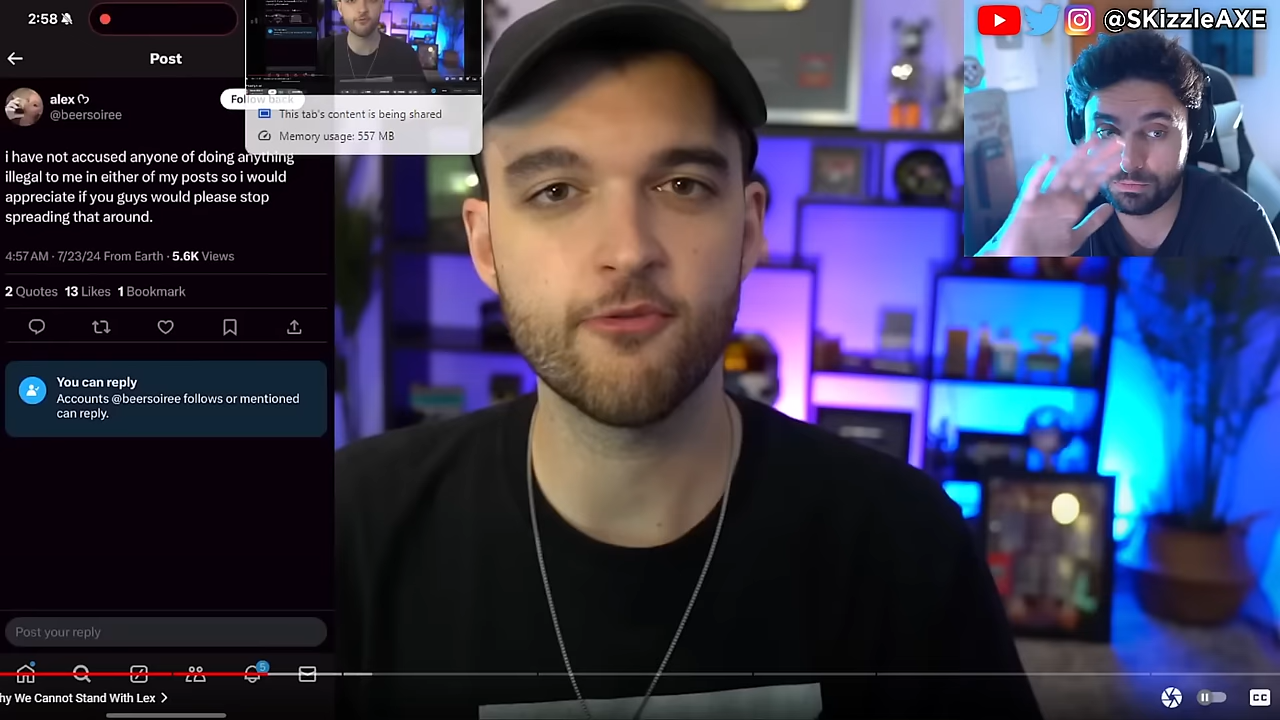 2:58
Post
@SKizzleAXE
alex
@beersoiree
Follow back
This tab's content is being shared
Memory usage: 557 MB
i have not accused anyone of doing anything
illegal to me in either of my posts so i would
appreciate if you guys would please stop
spreading that around.
4:57 AM · 7/23/24 From Earth · 5.6K Views
2 Quotes 13 Likes 1 Bookmark
You can reply
Accounts @beersoiree follows or mentioned
can reply.
Post your reply
5
hy We Cannot Stand With Lex
CC